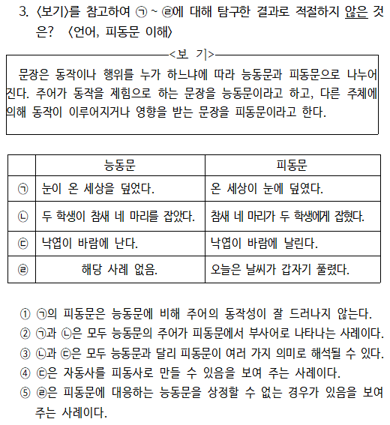 3. <보기>를 참고하여 ㉠~㉣에 대해 탐구한 결과로 적절하지 않은 것
은? <언어, 피동문 이해>
<보 기>
문장은 동작이나 행위를 누가 하느냐에 따라 능동문과 피동문으로 나누어
진다. 주어가 동작을 제힘으로 하는 문장을 능동문이라고 하고, 다른 주체에
의해 동작이 이루어지거나 영향을 받는 문장을 피동문이라고 한다.
능동문 피동문
㉠ 눈이 온 세상을 덮었다. 온 세상이 눈에 덮였다.
㉡ 두 학생이 참새 네 마리를 잡았다. 참새 네 마리가 두 학생에게 잡혔다.
㉢ 낙엽이 바람에 난다. 낙엽이 바람에 날린다.
㉣ 해당 사례 없음. 오늘은 날씨가 갑자기 풀렸다.
① ㉠의 피동문은 능동문에 비해 주어의 동작성이 잘 드러나지 않는다.
② ㉠과 ㉡은 모두 능동문의 주어가 피동문에서 부사어로 나타나는 사례이다.
③ ㉡과 ㉢은 모두 능동문과 달리 피동문이 여러 가지 의미로 해석될 수 있다.
④ ㉢은 자동사를 피동사로 만들 수 있음을 보여 주는 사례이다.
⑤ ㉣은 피동문에 대응하는 능동문을 상정할 수 없는 경우가 있음을 보여
주는 사례이다.